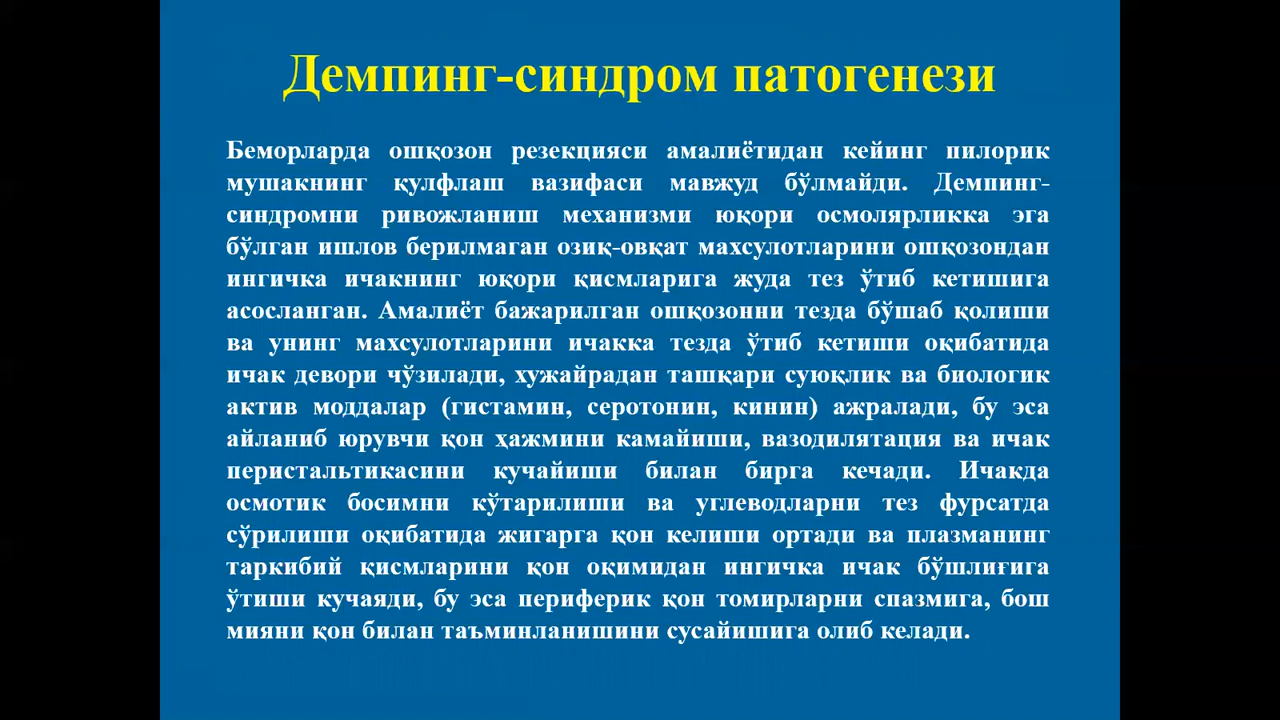 Демпинг-синдром патогенези
Беморларда ошқозон резекцияси амалиётидан кейинг пилорик
мушакнинг қулфлаш вазифаси мавжуд бўлмайди. Демпинг-
синдромни ривожланиш механизми юқори осмолярликка эга
бўлган ишлов берилмаган озиқ-овқат махсулотларини ошқозондан
ингичка ичакнинг юқори қисмларига жуда тез ўтиб кетишига
асосланган. Амалиёт бажарилган ошқозонни тезда бўшаб қолиши
ва унинг махсулотларини ичакка тезда ўтиб кетиши оқибатида
ичак девори чўзилади, хужайрадан ташқари суюқлик ва биологик
актив моддалар (гистамин, серотонин, кинин) ажралади, бу эса
айланиб юрувчи қон ҳажмини камайиши, вазодилятация ва ичак
перистальтикасини кучайиши билан бирга кечади. Ичакда
осмотик босимни кўтарилиши ва углеводларни тез фурсатда
сўрилиши оқибатида жигарга қон келиши ортади ва плазманинг
таркибий қисмларини қон оқимидан ингичка ичак бўшлиғига
ўтиши кучаяди, бу эса периферик қон томирларни спазмига, бош
мияни қон билан таъминланишини сусайишига олиб келади.